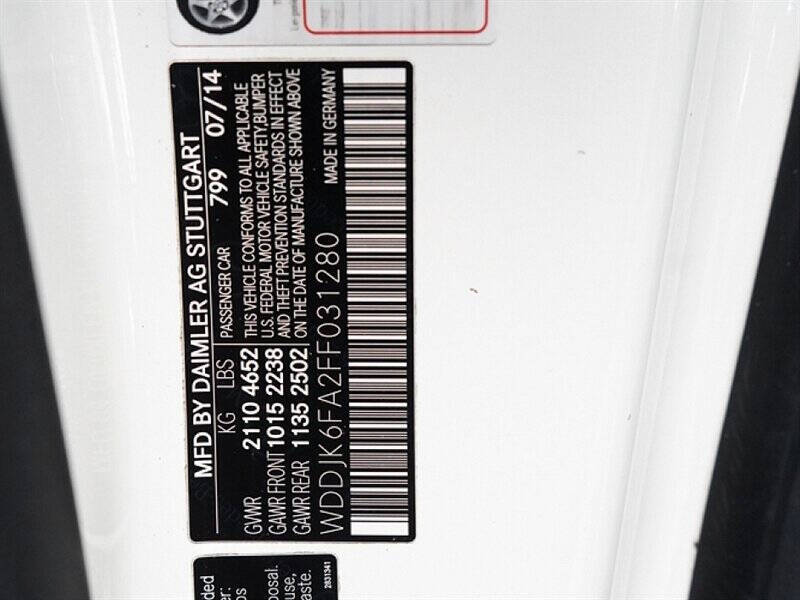 MFD BY DAIMLER AG STUTTGART
KG LBS PASSENGER CAR 799 07/14
GVWR 2110 4652 THIS VEHICLE CONFORMS TO ALL APPLICABLE
U.S. FEDERAL MOTOR VEHICLE SAFETY,BUMPER
GAWR FRONT 1015 2238 AND THEFT PREVENTION STANDARDS IN EFFECT
GAWR REAR 1135 2502 ON THE DATE OF MANUFACTURE SHOWN ABOVE
WDDJK6FA2FF031280 MADE IN GERMANY
2831341